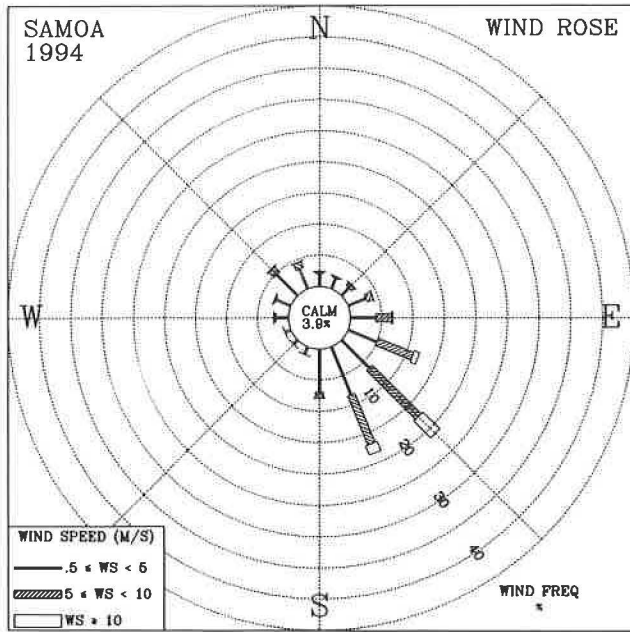 SAMOA
1994
WIND ROSE
N
W
E
S
CALM
3.9%
10
20
30
40
WIND SPEED (M/S)
.5 ≤ WS < 5
5 ≤ WS < 10
WS ≥ 10
WIND FREQ
%